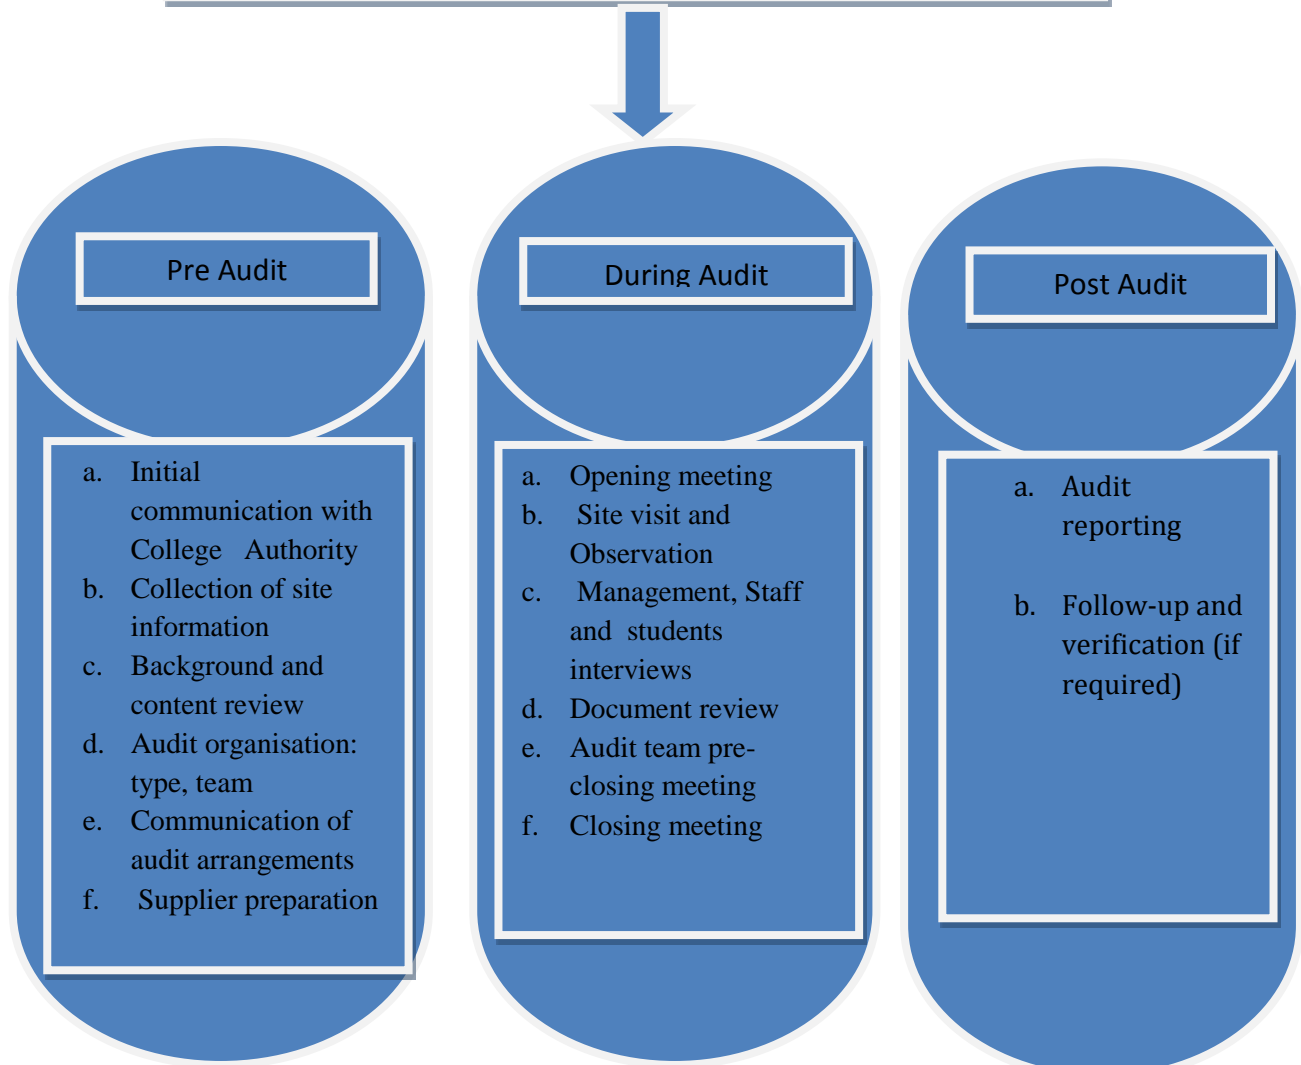 Pre Audit
a. Initial
communication with
College Authority
b. Collection of site
information
c. Background and
content review
d. Audit organisation:
type, team
e. Communication of
audit arrangements
f. Supplier preparation
During Audit
a. Opening meeting
b. Site visit and
Observation
c. Management, Staff
and students
interviews
d. Document review
e. Audit team pre-
closing meeting
f. Closing meeting
Post Audit
a. Audit
reporting
b. Follow-up and
verification (if
required)